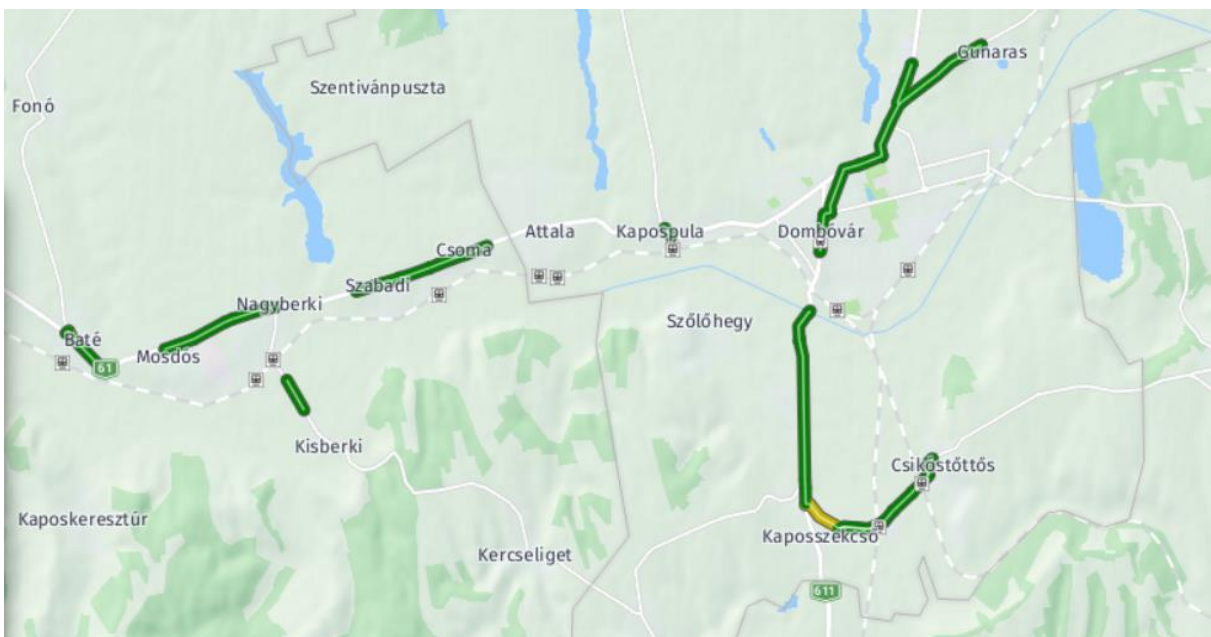 Gunaras
Szentivánpuszta
Fonó
Attala
Kapospula
Dombóvár
Csoma
Szabadi
Nagyberki
Szőlőhegy
Baté
Mosdós
61
Kisberki
Csikóstőttős
Kaposkeresztúr
Kaposszekcső
Kercseliget
611